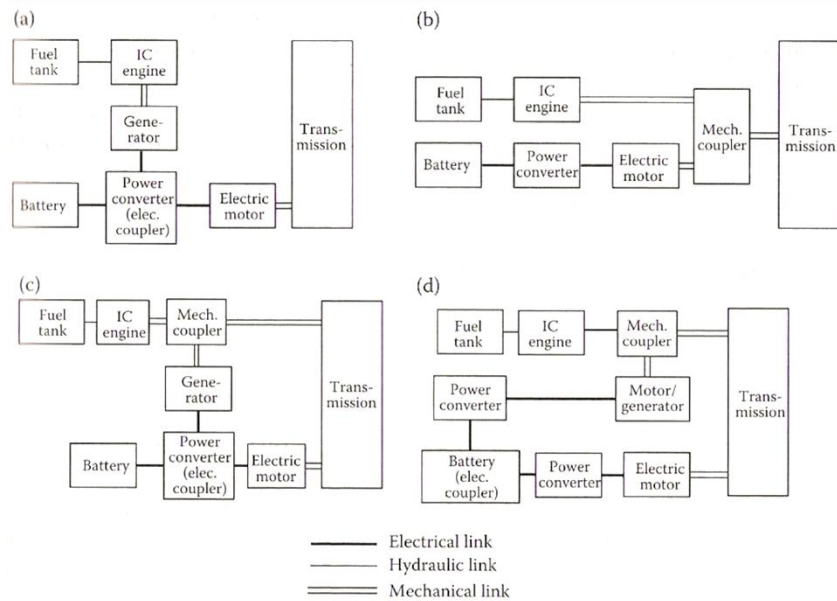 (a)
Fuel
tank
IC
engine
Gene-
rator
Battery
Power
converter
(elec.
coupler)
Electric
motor
Trans-
mission
(b)
Fuel
tank
IC
engine
Battery
Power
converter
Electric
motor
Mech.
coupler
Trans-
mission
(c)
Fuel
tank
IC
engine
Mech.
coupler
Gene-
rator
Battery
Power
converter
(elec.
coupler)
Electric
motor
Trans-
mission
(d)
Fuel
tank
IC
engine
Mech.
coupler
Power
converter
Motor/
generator
Battery (elec.
coupler)
Power
converter
Electric
motor
Trans-
mission
Electrical link
Hydraulic link
Mechanical link